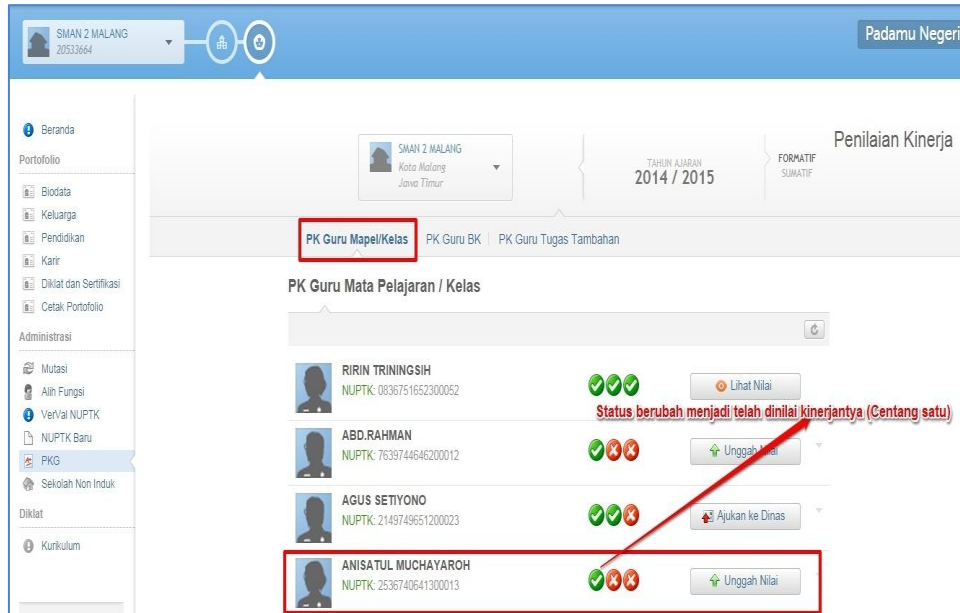 SMAN 2 MALANG
20533664
Padamu Negeri
Beranda
Portofolio
Biodata
Keluarga
Pendidikan
Karir
Diklat dan Sertifikasi
Cetak Portofolio
Administrasi
Mutasi
Alih Fungsi
VerVal NUPTK
NUPTK Baru
PKG
Sekolah Non Induk
Diklat
Kurikulum
SMAN 2 MALANG
Kota Malang
Jawa Timur
TAHUN AJARAN
2014 / 2015
FORMATIF
SUMATIF
Penilaian Kinerja
PK Guru Mapel/Kelas PK Guru BK PK Guru Tugas Tambahan
PK Guru Mata Pelajaran / Kelas
RIRIN TRININGSIH
NUPTK: 0836751652300052
Lihat Nilai
Status berubah menjadi telah dinilai kinerjantya (Centang satu)
ABD.RAHMAN
NUPTK: 7639744646200012
Unggah Nilai
AGUS SETIYONO
NUPTK: 2149749651200023
Ajukan ke Dinas
ANISATUL MUCHAYAROH
NUPTK: 2536740641300013
Unggah Nilai